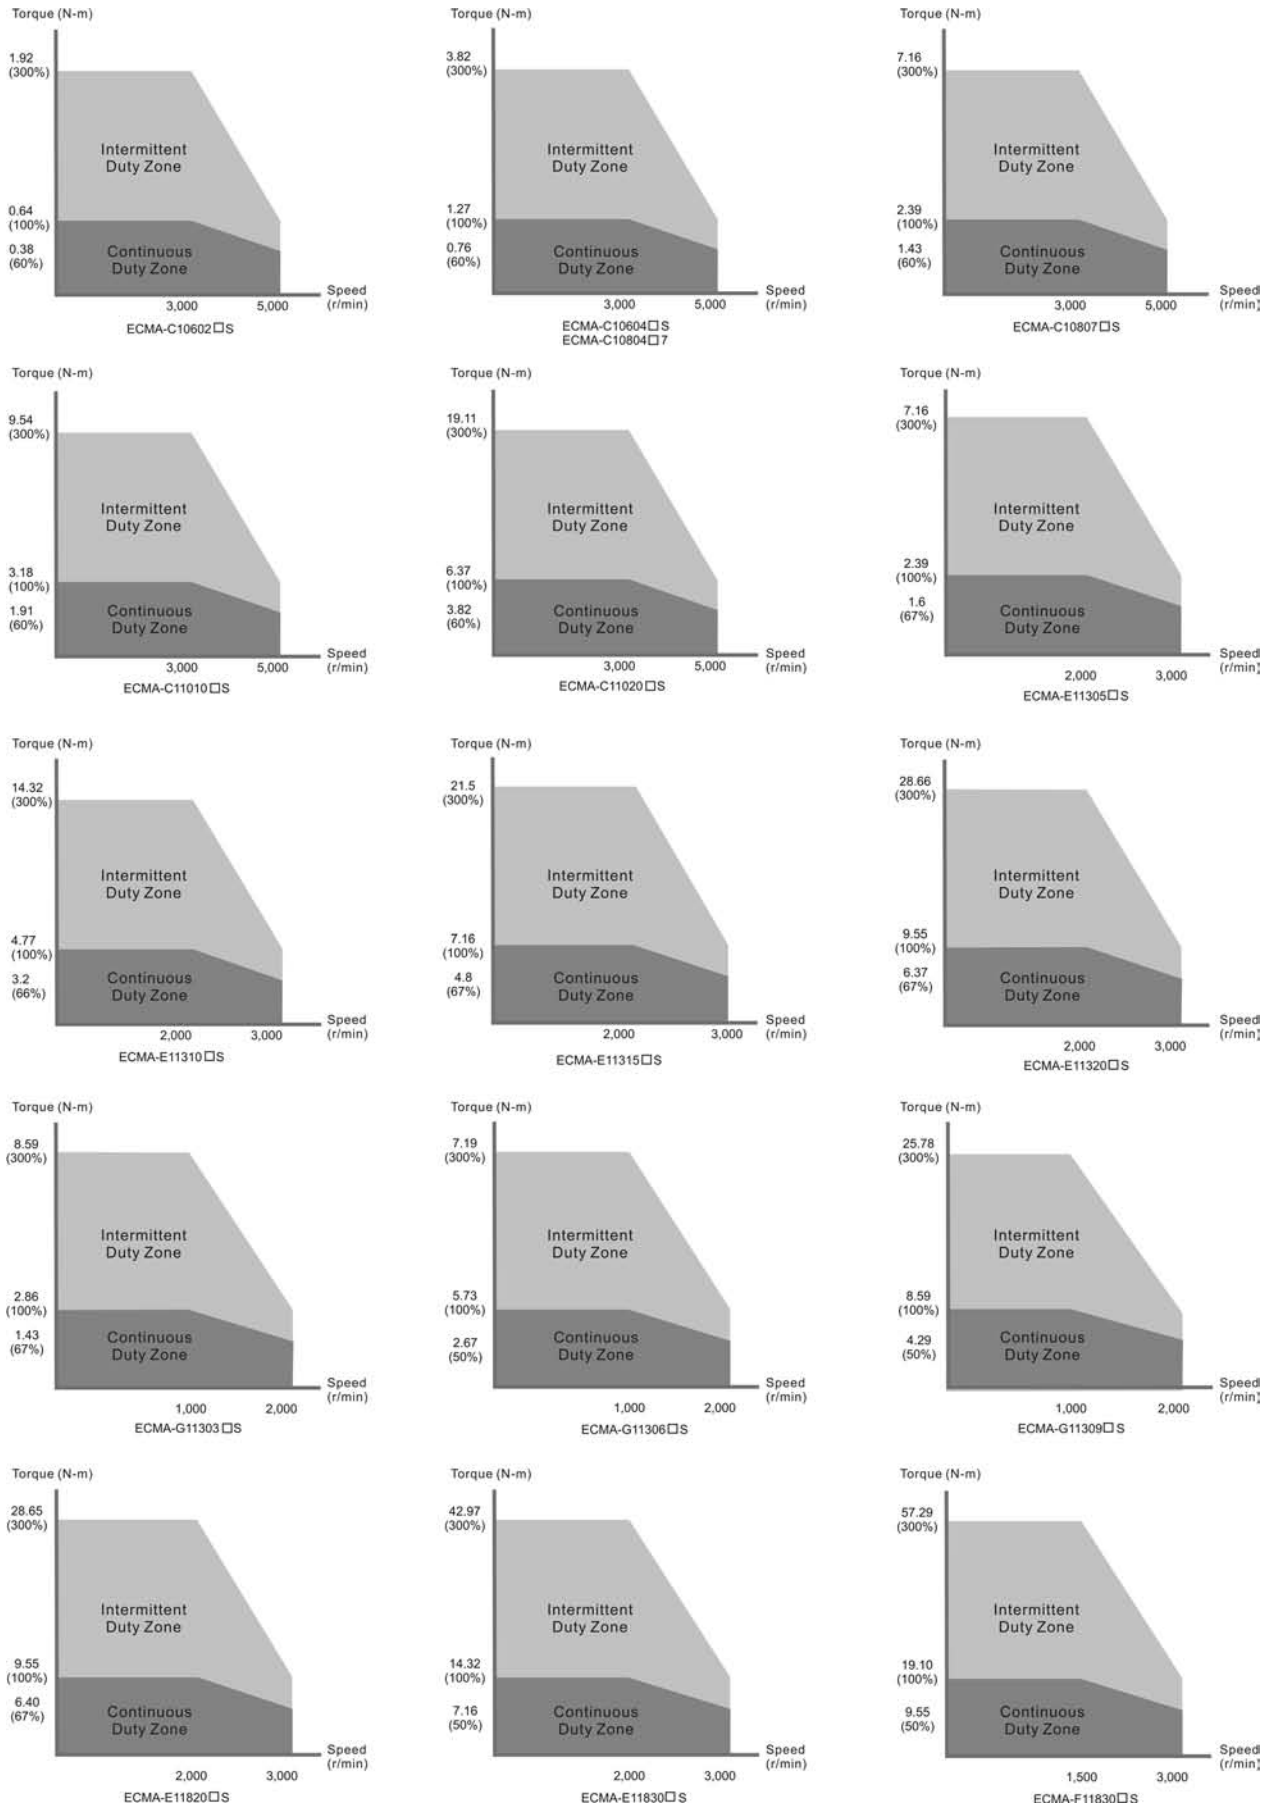 Torque (N-m)
1.92
(300%)
Intermittent
Duty Zone
0.64
(100%)
0.38
(60%)
Continuous
Duty Zone
Speed
(r/min)
3,000 5,000
ECMA-C10602□S
Torque (N-m)
3.82
(300%)
Intermittent
Duty Zone
1.27
(100%)
0.76
(60%)
Continuous
Duty Zone
Speed
(r/min)
3,000 5,000
ECMA-C10604□S
ECMA-C10804□7
Torque (N-m)
7.16
(300%)
Intermittent
Duty Zone
2.39
(100%)
1.43
(60%)
Continuous
Duty Zone
Speed
(r/min)
3,000 5,000
ECMA-C10807□S
Torque (N-m)
9.54
(300%)
Intermittent
Duty Zone
3.18
(100%)
1.91
(60%)
Continuous
Duty Zone
Speed
(r/min)
3,000 5,000
ECMA-C11010□S
Torque (N-m)
19.11
(300%)
Intermittent
Duty Zone
6.37
(100%)
3.82
(60%)
Continuous
Duty Zone
Speed
(r/min)
3,000 5,000
ECMA-C11020□S
Torque (N-m)
7.16
(300%)
Intermittent
Duty Zone
2.39
(100%)
1.6
(67%)
Continuous
Duty Zone
Speed
(r/min)
2,000 3,000
ECMA-E11305□S
Torque (N-m)
14.32
(300%)
Intermittent
Duty Zone
4.77
(100%)
3.2
(66%)
Continuous
Duty Zone
Speed
(r/min)
2,000 3,000
ECMA-E11310□S
Torque (N-m)
21.5
(300%)
Intermittent
Duty Zone
7.16
(100%)
4.8
(67%)
Continuous
Duty Zone
Speed
(r/min)
2,000 3,000
ECMA-E11315□S
Torque (N-m)
28.66
(300%)
Intermittent
Duty Zone
9.55
(100%)
6.37
(67%)
Continuous
Duty Zone
Speed
(r/min)
2,000 3,000
ECMA-E11320□S
Torque (N-m)
8.59
(300%)
Intermittent
Duty Zone
2.86
(100%)
1.43
(67%)
Continuous
Duty Zone
Speed
(r/min)
1,000 2,000
ECMA-G11303□S
Torque (N-m)
7.19
(300%)
Intermittent
Duty Zone
5.73
(100%)
2.67
(50%)
Continuous
Duty Zone
Speed
(r/min)
1,000 2,000
ECMA-G11306□S
Torque (N-m)
25.78
(300%)
Intermittent
Duty Zone
8.59
(100%)
4.29
(50%)
Continuous
Duty Zone
Speed
(r/min)
1,000 2,000
ECMA-G11309□S
Torque (N-m)
28.65
(300%)
Intermittent
Duty Zone
9.55
(100%)
6.40
(67%)
Continuous
Duty Zone
Speed
(r/min)
2,000 3,000
ECMA-E11820□S
Torque (N-m)
42.97
(300%)
Intermittent
Duty Zone
14.32
(100%)
7.16
(50%)
Continuous
Duty Zone
Speed
(r/min)
2,000 3,000
ECMA-E11830□S
Torque (N-m)
57.29
(300%)
Intermittent
Duty Zone
19.10
(100%)
9.55
(50%)
Continuous
Duty Zone
Speed
(r/min)
1,500 3,000
ECMA-F11830□S